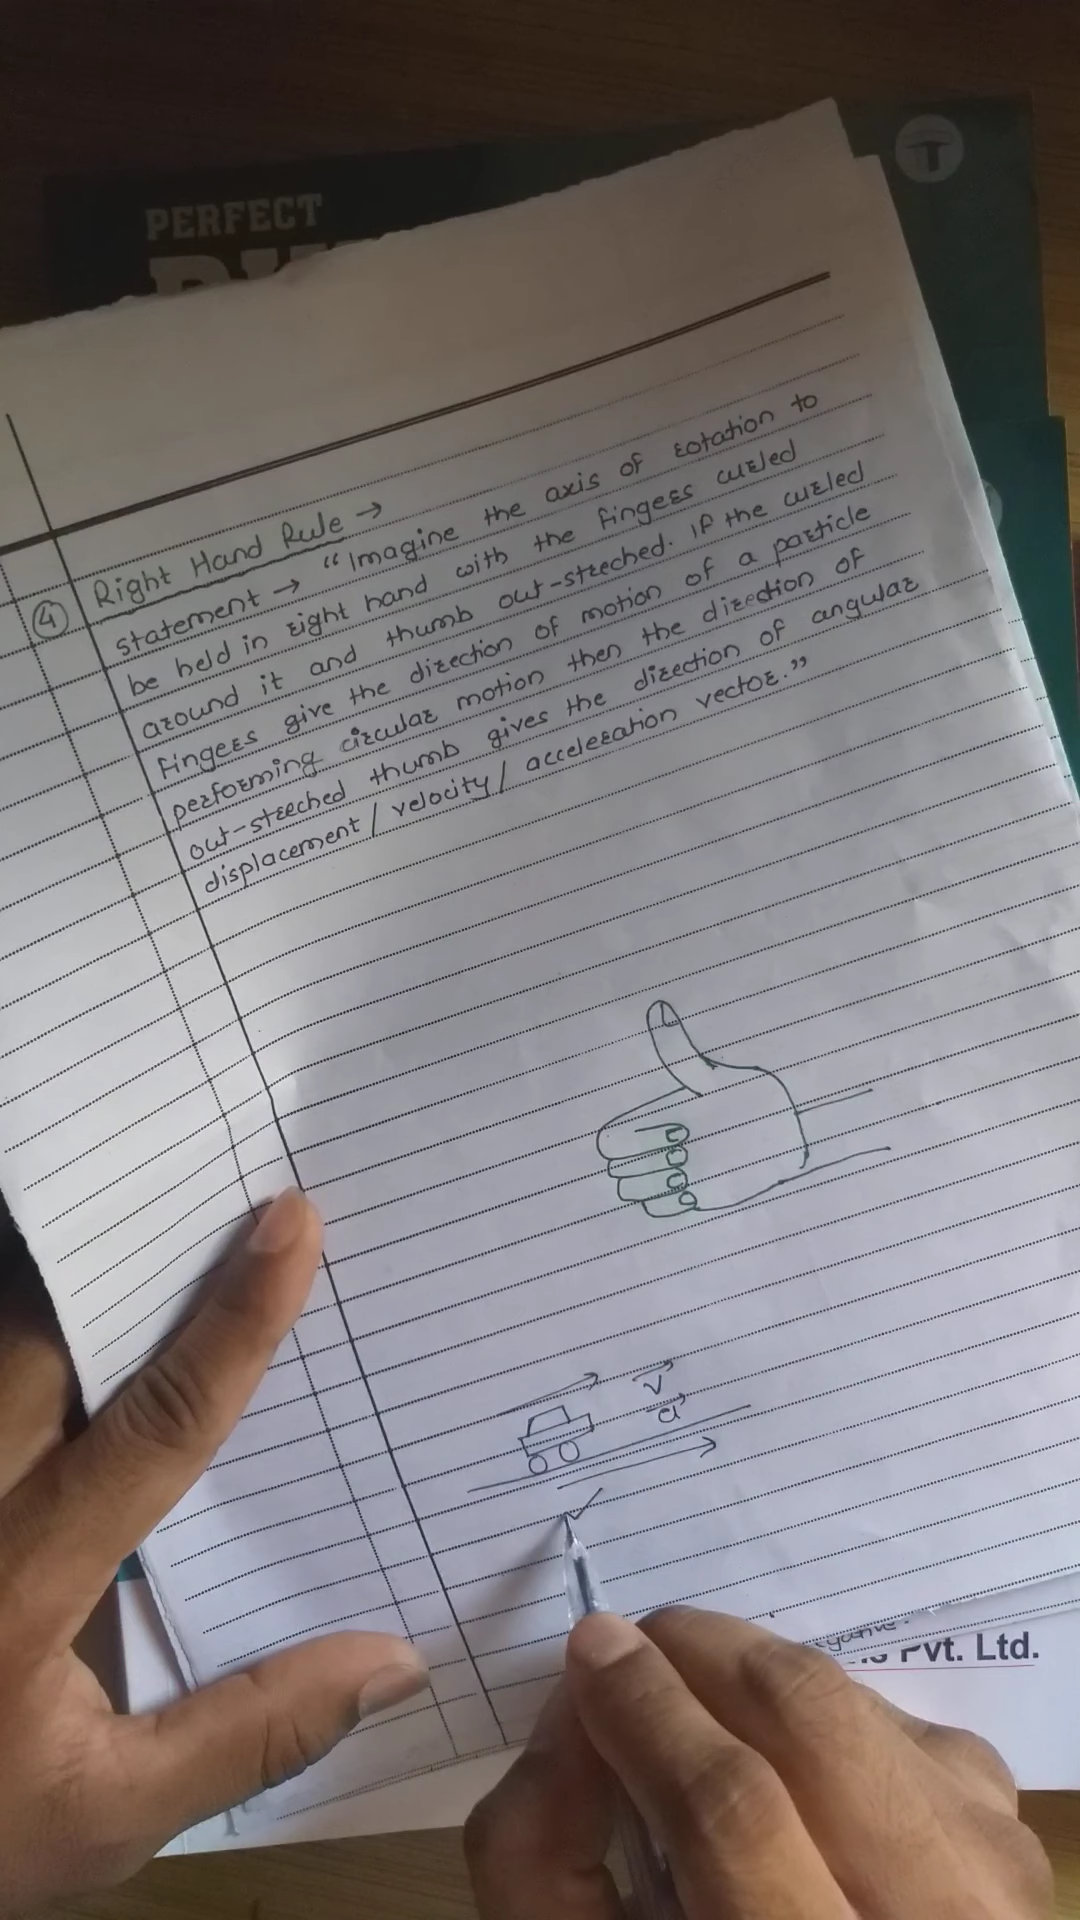 PERFECT
④ Right Hand Rule →
statement → “Imagine the axis of rotation to
be held in right hand with the fingers curled
around it and thumb out-streched. If the curled
fingers give the direction of motion of a particle
performing circular motion then the direction of
out-streched thumb gives the direction of angular
displacement / velocity / acceleration vector.”
v
a
Pvt. Ltd.